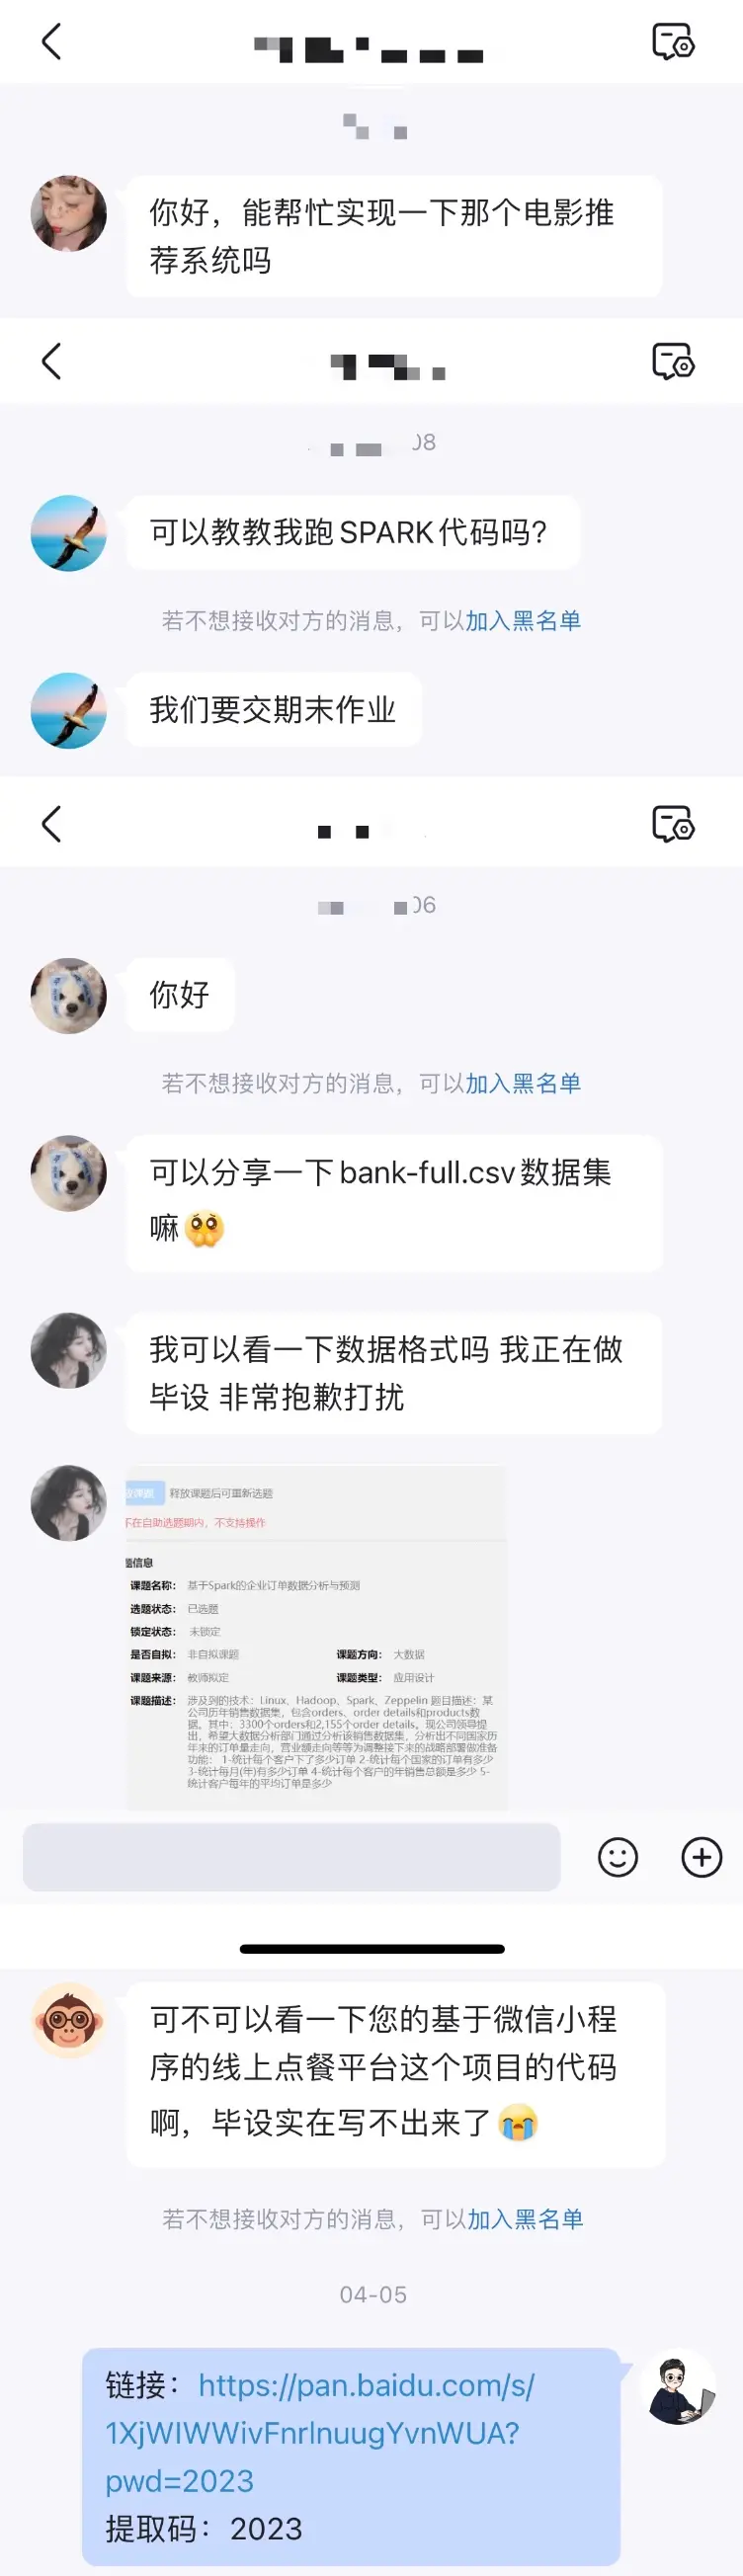 你好，能帮忙实现一下那个电影推
荐系统吗
08
可以教教我跑SPARK代码吗?
若不想接收对方的消息，可以加入黑名单
我们要交期末作业
06
你好
若不想接收对方的消息，可以加入黑名单
可以分享一下bank-full.csv数据集
嘛🥺
我可以看一下数据格式吗 我正在做
毕设 非常抱歉打扰
释放课题后可重新选题
不在自助选题期内，不支持操作
题信息
课题名称： 基于Spark的企业订单数据分析与预测
选题状态： 已选题
锁定状态： 未锁定
是否自拟： 非自拟课题 课题方向： 大数据
课题来源： 教师拟定 课题类型： 应用设计
课题描述： 涉及到的技术：Linux、Hadoop、Spark、Zeppelin 题目描述：某
公司历年销售数据集，包含orders、order details和products数
据。其中：3300个orders和2,155个order details。现公司领导提
出，希望大数据分析部门通过分析该销售数据集，分析出不同国家历
年来的订单量走向，营业额走向等等为调整接下来的战略部署做准备
功能： 1-统计每个客户下了多少订单 2-统计每个国家的订单有多少
3-统计每月(年)有多少订单 4-统计每个客户的年销售总额是多少 5-
统计客户每年的平均订单是多少
可不可以看一下您的基于微信小程
序的线上点餐平台这个项目的代码
啊，毕设实在写不出来了😭
若不想接收对方的消息，可以加入黑名单
04-05
链接：https://pan.baidu.com/s/
1XjWIWWivFnrlnuugYvnWUA?
pwd=2023
提取码：2023